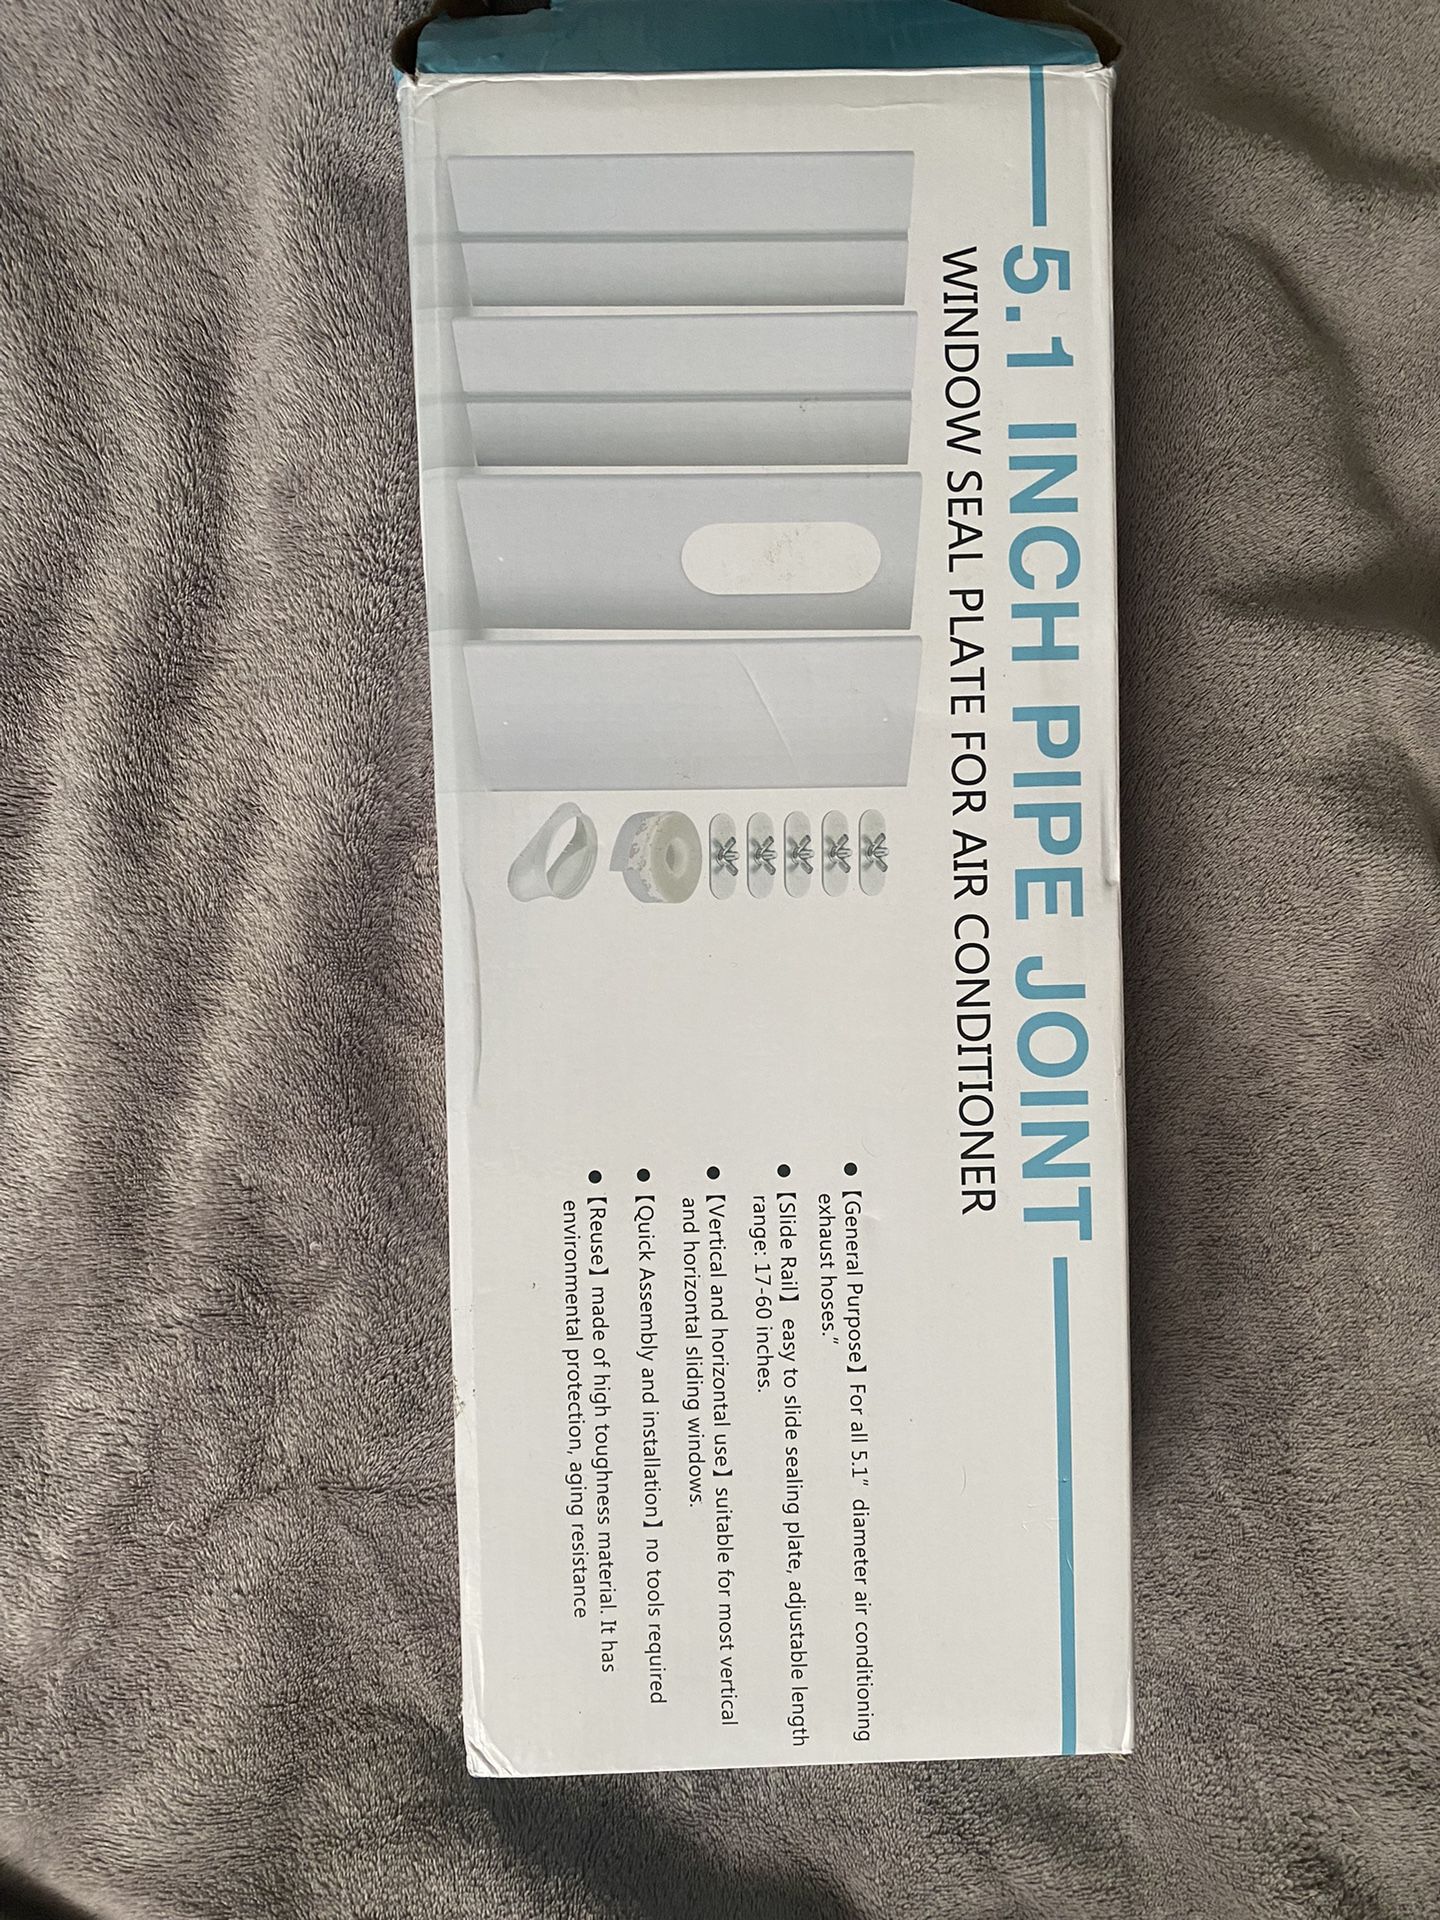 5.1 INCH PIPE JOINT
WINDOW SEAL PLATE FOR AIR CONDITIONER
● 【General Purpose】For all 5.1" diameter air conditioning
exhaust hoses."
● 【Slide Rail】 easy to slide sealing plate, adjustable length
range: 17-60 inches.
● 【Vertical and horizontal use】suitable for most vertical
and horizontal sliding windows.
● 【Quick Assembly and installation】no tools required
● 【Reuse】made of high toughness material. It has
environmental protection, aging resistance